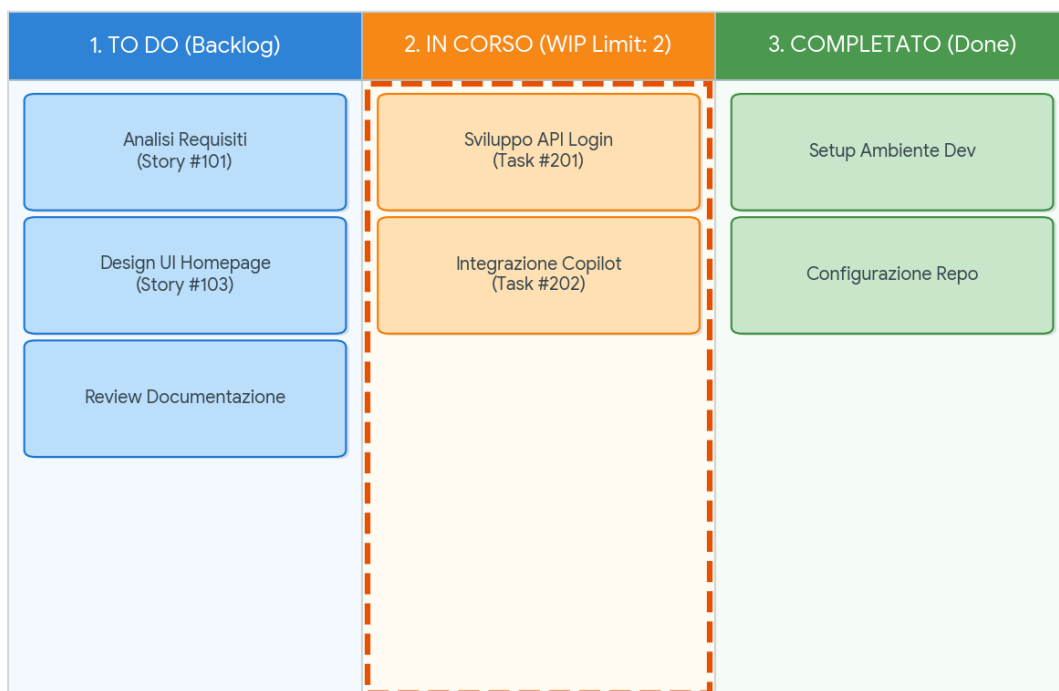 1. TO DO (Backlog)
2. IN CORSO (WIP Limit: 2)
3. COMPLETATO (Done)
Analisi Requisiti
(Story #101)
Design UI Homepage
(Story #103)
Review Documentazione
Sviluppo API Login
(Task #201)
Integrazione Copilot
(Task #202)
Setup Ambiente Dev
Configurazione Repo